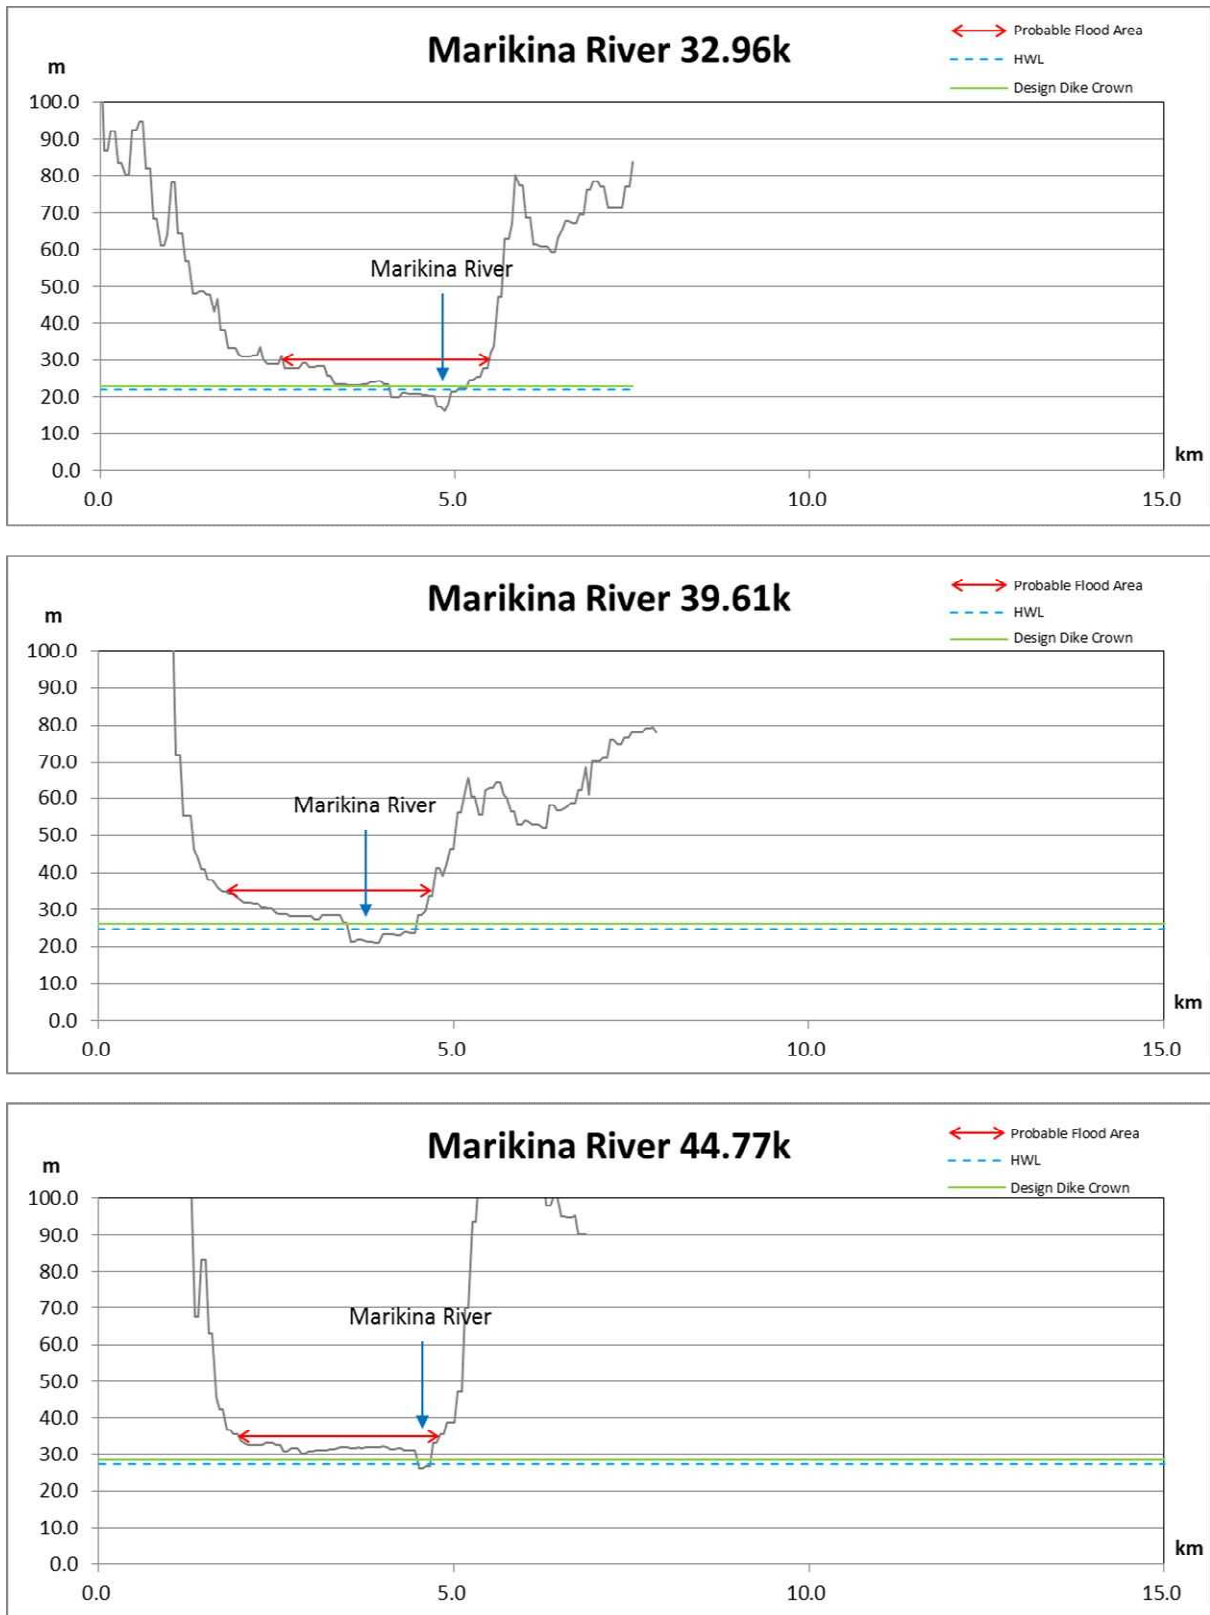 Marikina River 32.96k
Probable Flood Area
HWL
Design Dike Crown
m
100.0
90.0
80.0
70.0
60.0
50.0
40.0
30.0
20.0
10.0
0.0
Marikina River
km
0.0 5.0 10.0 15.0
Marikina River 39.61k
Probable Flood Area
HWL
Design Dike Crown
m
100.0
90.0
80.0
70.0
60.0
50.0
40.0
30.0
20.0
10.0
0.0
Marikina River
km
0.0 5.0 10.0 15.0
Marikina River 44.77k
Probable Flood Area
HWL
Design Dike Crown
m
100.0
90.0
80.0
70.0
60.0
50.0
40.0
30.0
20.0
10.0
0.0
Marikina River
km
0.0 5.0 10.0 15.0